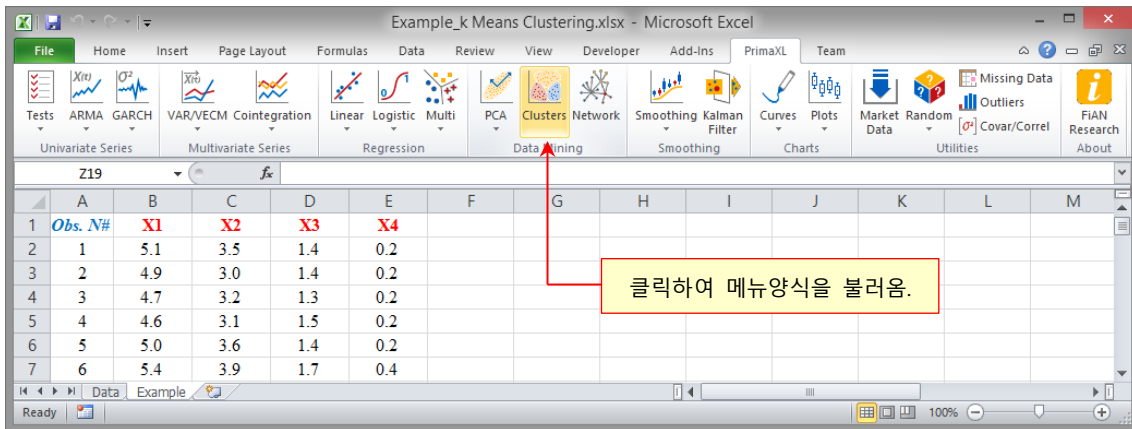 Example_k Means Clustering.xlsx - Microsoft Excel
File Home Insert Page Layout Formulas Data Review View Developer Add-Ins PrimaXL Team
X(t) σ² X(t)
Missing Data
Outliers
σ² Covar/Correl
Tests ARMA GARCH VAR/VECM Cointegration Linear Logistic Multi PCA Clusters Network Smoothing Kalman Filter Curves Plots Market Data Random FiAN Research
Univariate Series Multivariate Series Regression Data Mining Smoothing Charts Utilities About
Z19 fx
A B C D E F G H I J K L M
1 Obs. N# X1 X2 X3 X4
2 1 5.1 3.5 1.4 0.2
3 2 4.9 3.0 1.4 0.2
4 3 4.7 3.2 1.3 0.2
5 4 4.6 3.1 1.5 0.2
6 5 5.0 3.6 1.4 0.2
7 6 5.4 3.9 1.7 0.4
클릭하여 메뉴양식을 불러옴.
Data Example
Ready 100%